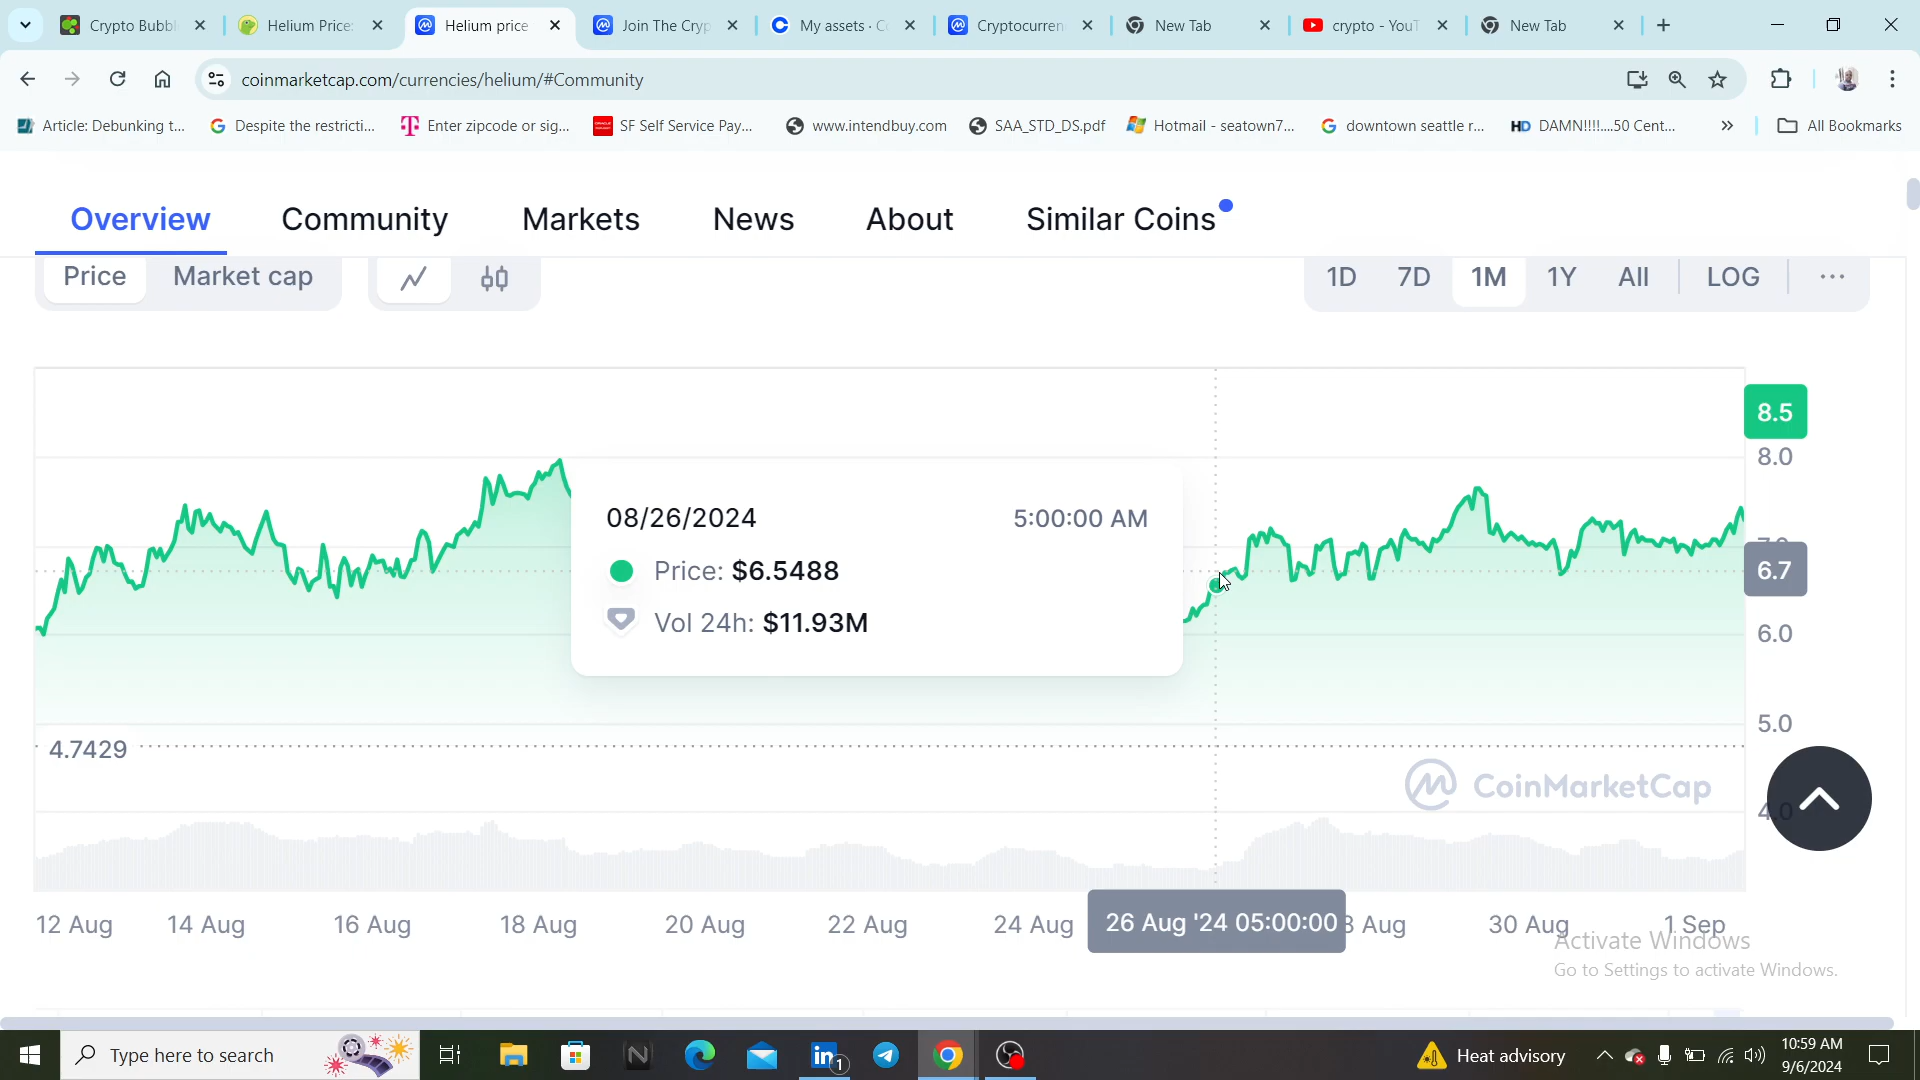 Crypto Bubbl
Helium Price:
Helium price
Join The Cryp
My assets · C
Cryptocurren
New Tab
crypto - YouT
New Tab
coinmarketcap.com/currencies/helium/#Community
Article: Debunking t...
Despite the restricti...
Enter zipcode or sig...
SF Self Service Pay...
www.intendbuy.com
SAA_STD_DS.pdf
Hotmail - seatown7...
downtown seattle r...
HD DAMN!!!!....50 Cent...
All Bookmarks
Overview
Community
Markets
News
About
Similar Coins
Price
Market cap
1D
7D
1M
1Y
All
LOG
8.5
8.0
08/26/2024
5:00:00 AM
Price: $6.5488
Vol 24h: $11.93M
6.7
6.0
5.0
4.7429
CoinMarketCap
12 Aug
14 Aug
16 Aug
18 Aug
20 Aug
22 Aug
24 Aug
26 Aug '24 05:00:00
8 Aug
30 Aug
1 Sep
Activate Windows
Go to Settings to activate Windows.
Type here to search
1
Heat advisory
10:59 AM
9/6/2024